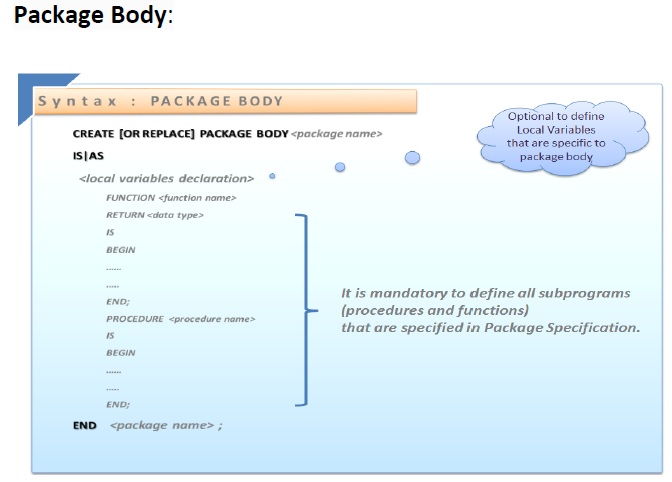 Package Body:
Syntax : PACKAGE BODY
CREATE [OR REPLACE] PACKAGE BODY <package name>
IS|AS
<local variables declaration>
FUNCTION <function name>
RETURN <data type>
IS
BEGIN
......
.....
END;
PROCEDURE <procedure name>
IS
BEGIN
......
.....
END;
END <package name> ;
Optional to define
Local Variables
that are specific to
package body
It is mandatory to define all subprograms
(procedures and functions)
that are specified in Package Specification.